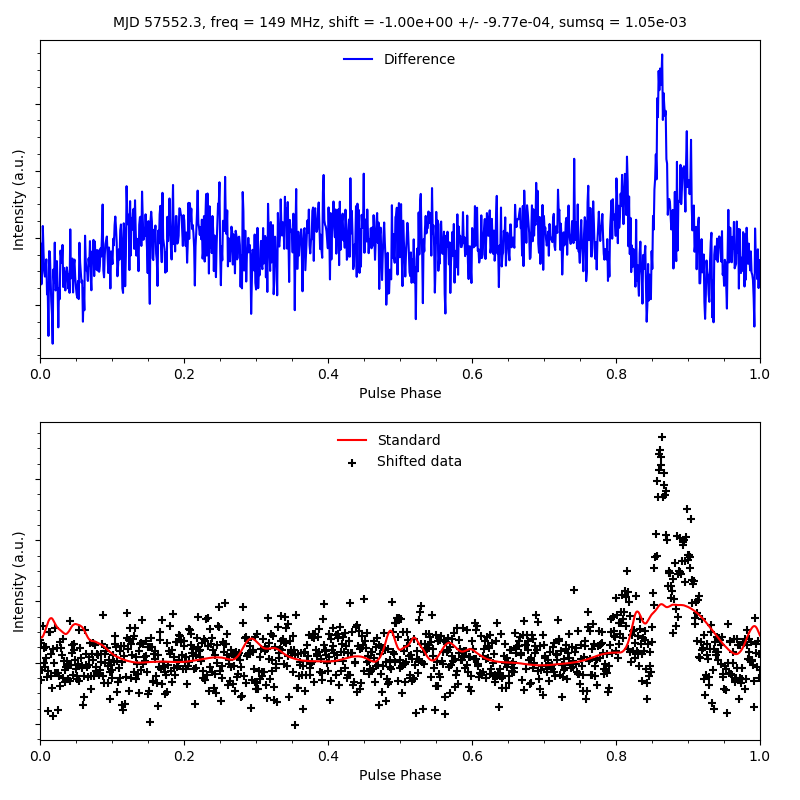 MJD 57552.3, freq = 149 MHz, shift = -1.00e+00 +/- -9.77e-04, sumsq = 1.05e-03
Difference
Intensity (a.u.)
0.0 0.2 0.4 0.6 0.8 1.0
Pulse Phase
Standard
Shifted data
Intensity (a.u.)
0.0 0.2 0.4 0.6 0.8 1.0
Pulse Phase